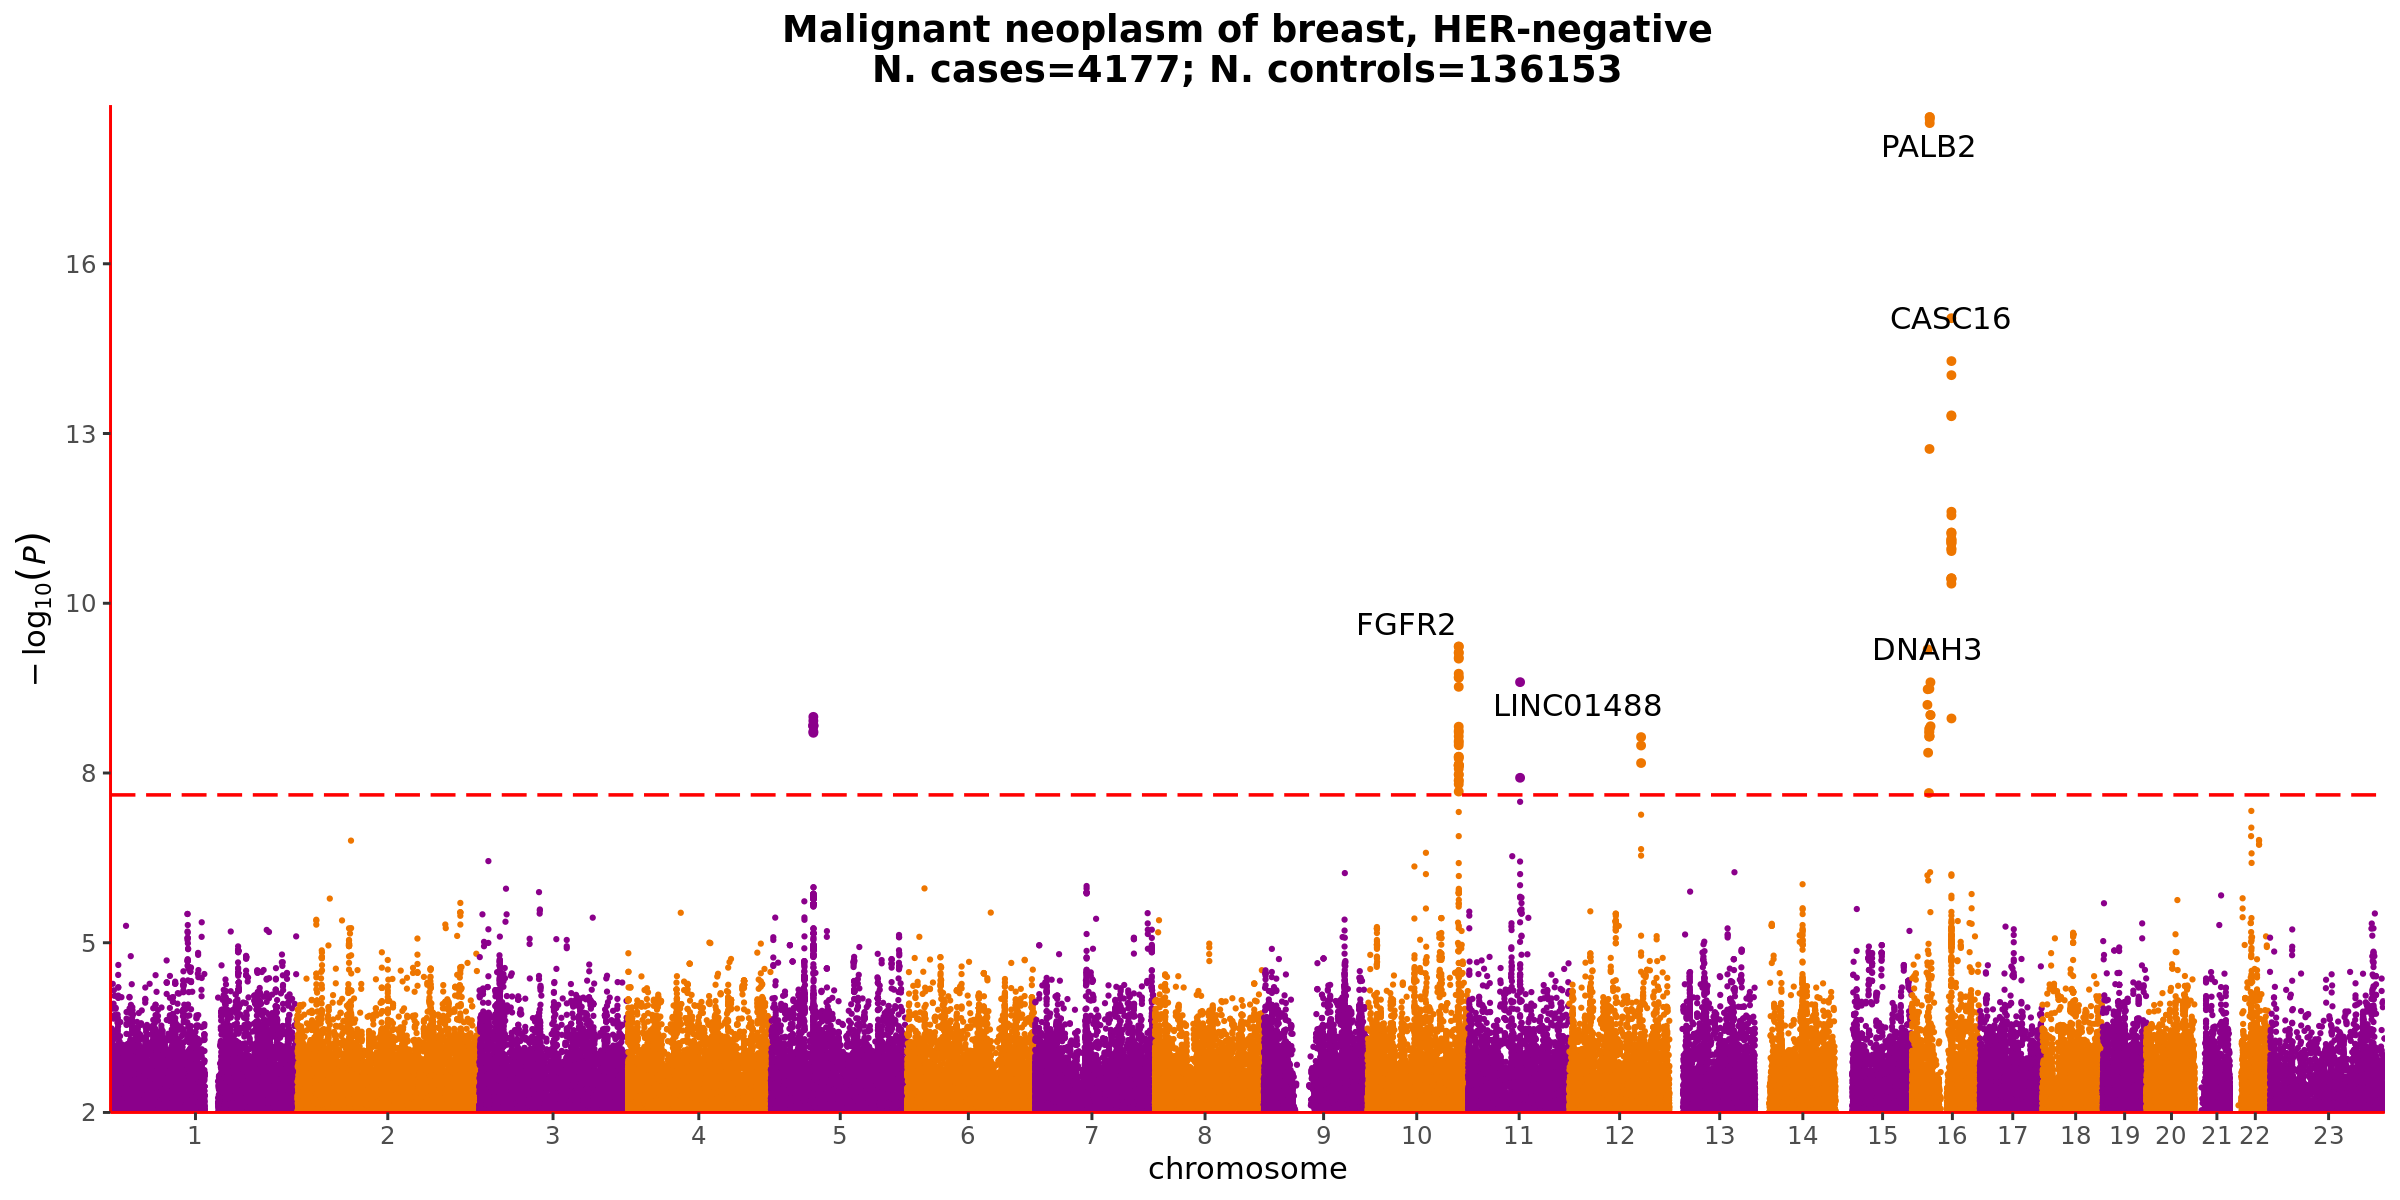 Malignant neoplasm of breast, HER-negative
N. cases=4177; N. controls=136153
PALB2
16
CASC16
13
− log10(P)
10
FGFR2
DNAH3
LINC01488
8
5
2
1 2 3 4 5 6 7 8 9 10 11 12 13 14 15 16 17 18 19 20 21 22 23
chromosome